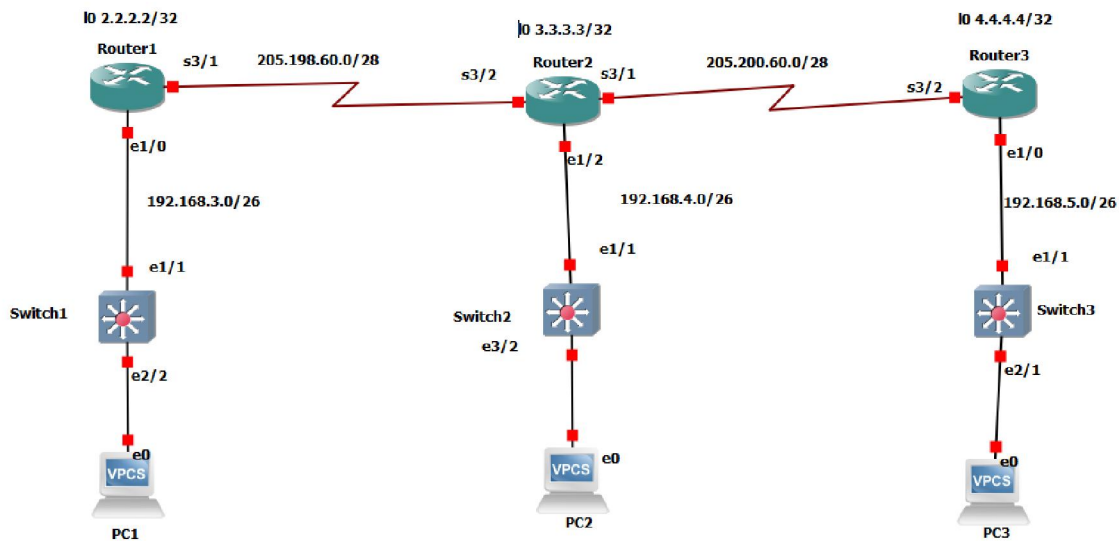 l0 2.2.2.2/32
l0 3.3.3.3/32
l0 4.4.4.4/32
Router1
Router2
Router3
s3/1
205.198.60.0/28
s3/2
s3/1
205.200.60.0/28
s3/2
e1/0
e1/2
e1/0
192.168.3.0/26
192.168.4.0/26
192.168.5.0/26
e1/1
e1/1
e1/1
Switch1
Switch2
Switch3
e2/2
e3/2
e2/1
e0
e0
e0
VPCS
VPCS
VPCS
PC1
PC2
PC3